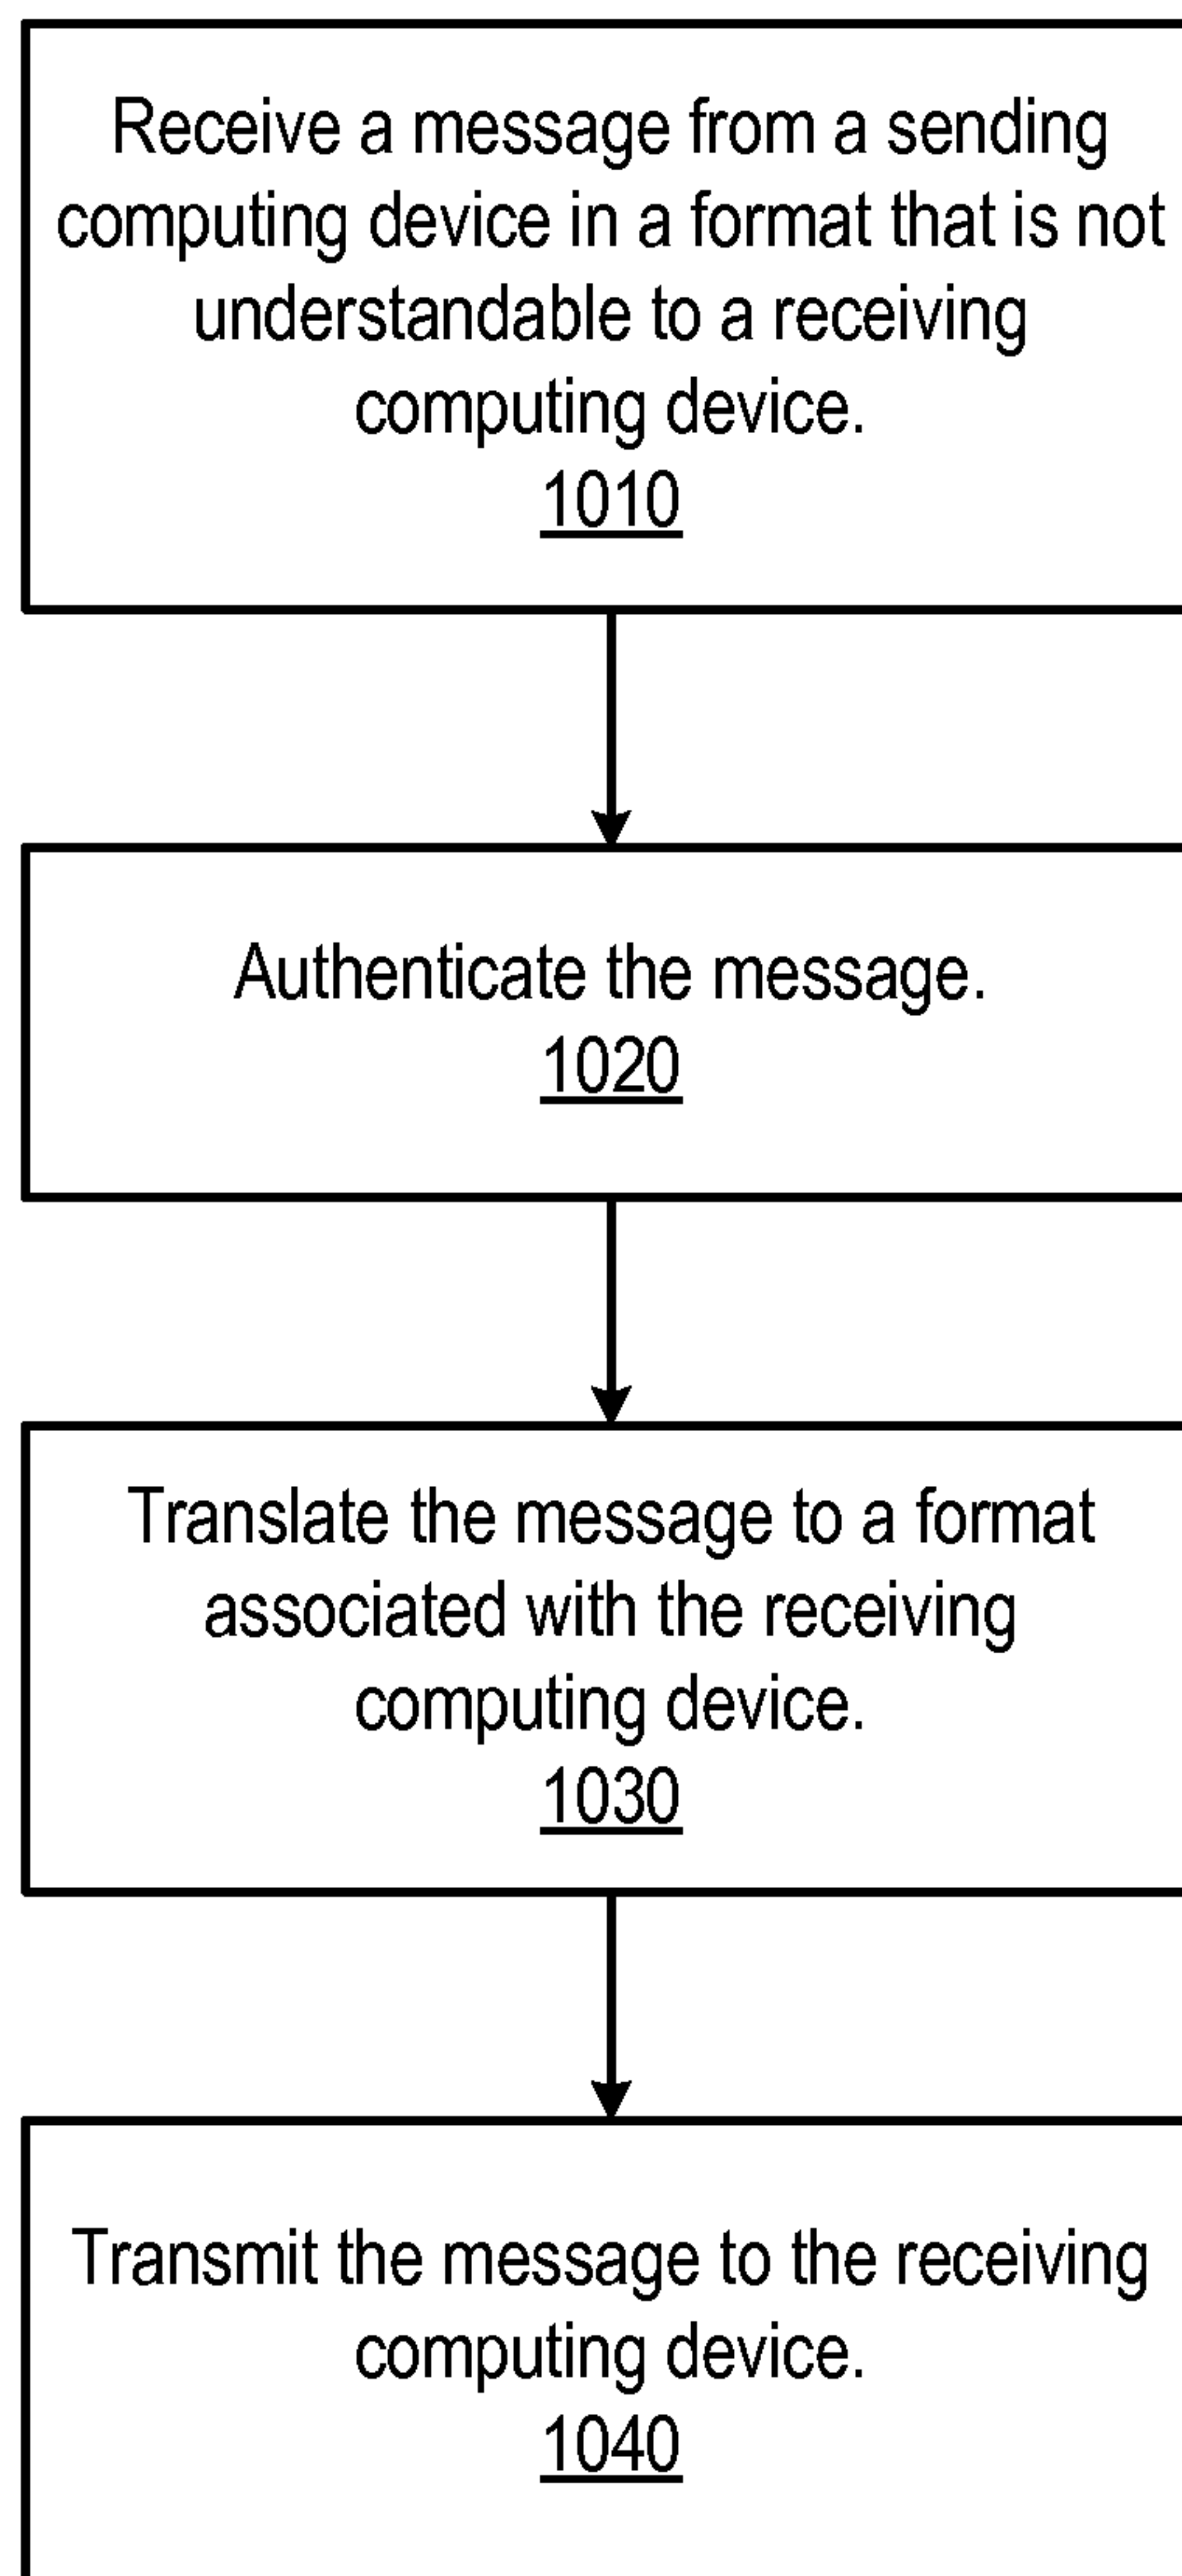 Receive a message from a sending
computing device in a format that is not
understandable to a receiving
computing device.
1010
Authenticate the message.
1020
Translate the message to a format
associated with the receiving
computing device.
1030
Transmit the message to the receiving
computing device.
1040